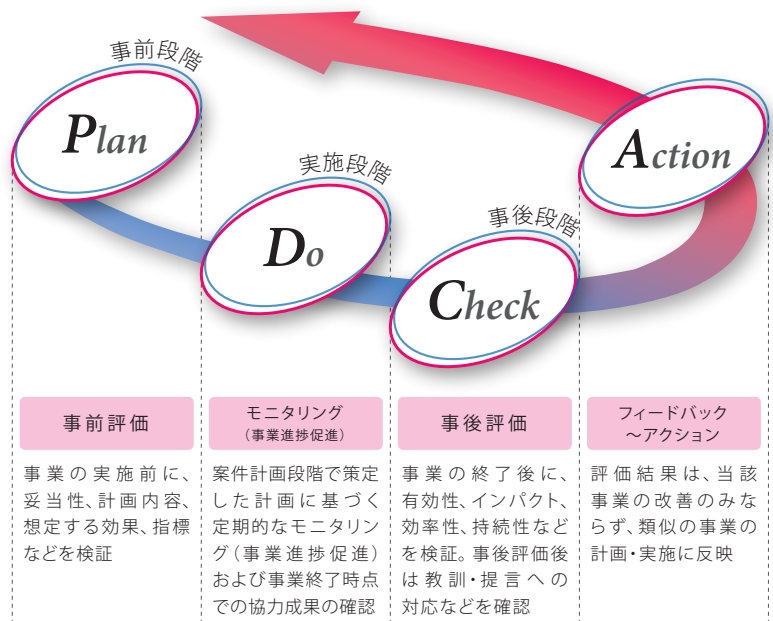 事前段階
Plan
実施段階
Do
事後段階
Check
Action
事前評価
事業の実施前に、
妥当性、計画内容、
想定する効果、指標
などを検証
モニタリング
(事業進捗促進)
案件計画段階で策定
した計画に基づく
定期的なモニタリン
グ(事業進捗促進)
および事業終了時点
での協力成果の確認
事後評価
事業の終了後に、
有効性、インパクト、
効率性、持続性など
を検証。事後評価後
は教訓・提言への
対応などを確認
フィードバック
～アクション
評価結果は、当該
事業の改善のみな
らず、類似の事業の
計画・実施に反映